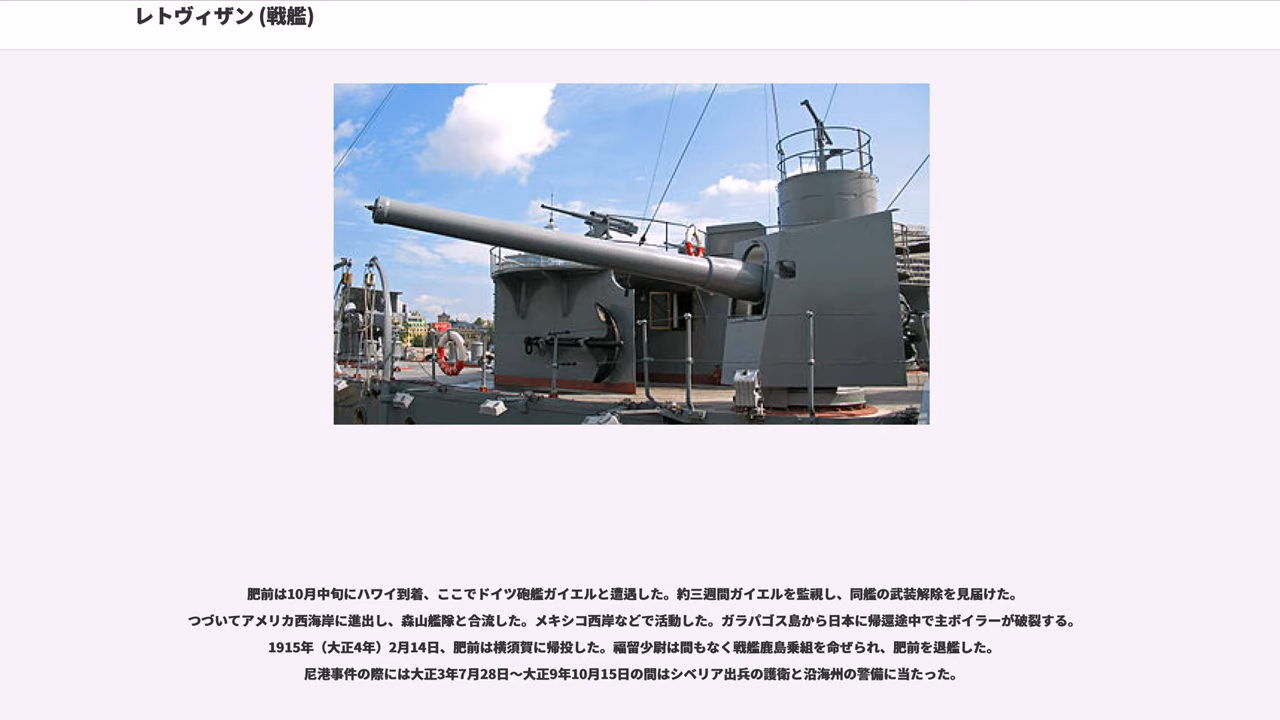 レトヴィザン (戦艦)
肥前は10月中旬にハワイ到着、ここでドイツ砲艦ガイエルと遭遇した。約三週間ガイエルを監視し、同艦の武装解除を見届けた。
つづいてアメリカ西海岸に進出し、森山艦隊と合流した。メキシコ西岸などで活動した。ガラパゴス島から日本に帰還途中で主ボイラーが破裂する。
1915年（大正4年）2月14日、肥前は横須賀に帰投した。福留少尉は間もなく戦艦鹿島乗組を命ぜられ、肥前を退艦した。
尼港事件の際には大正3年7月28日〜大正9年10月15日の間はシベリア出兵の護衛と沿海州の警備に当たった。